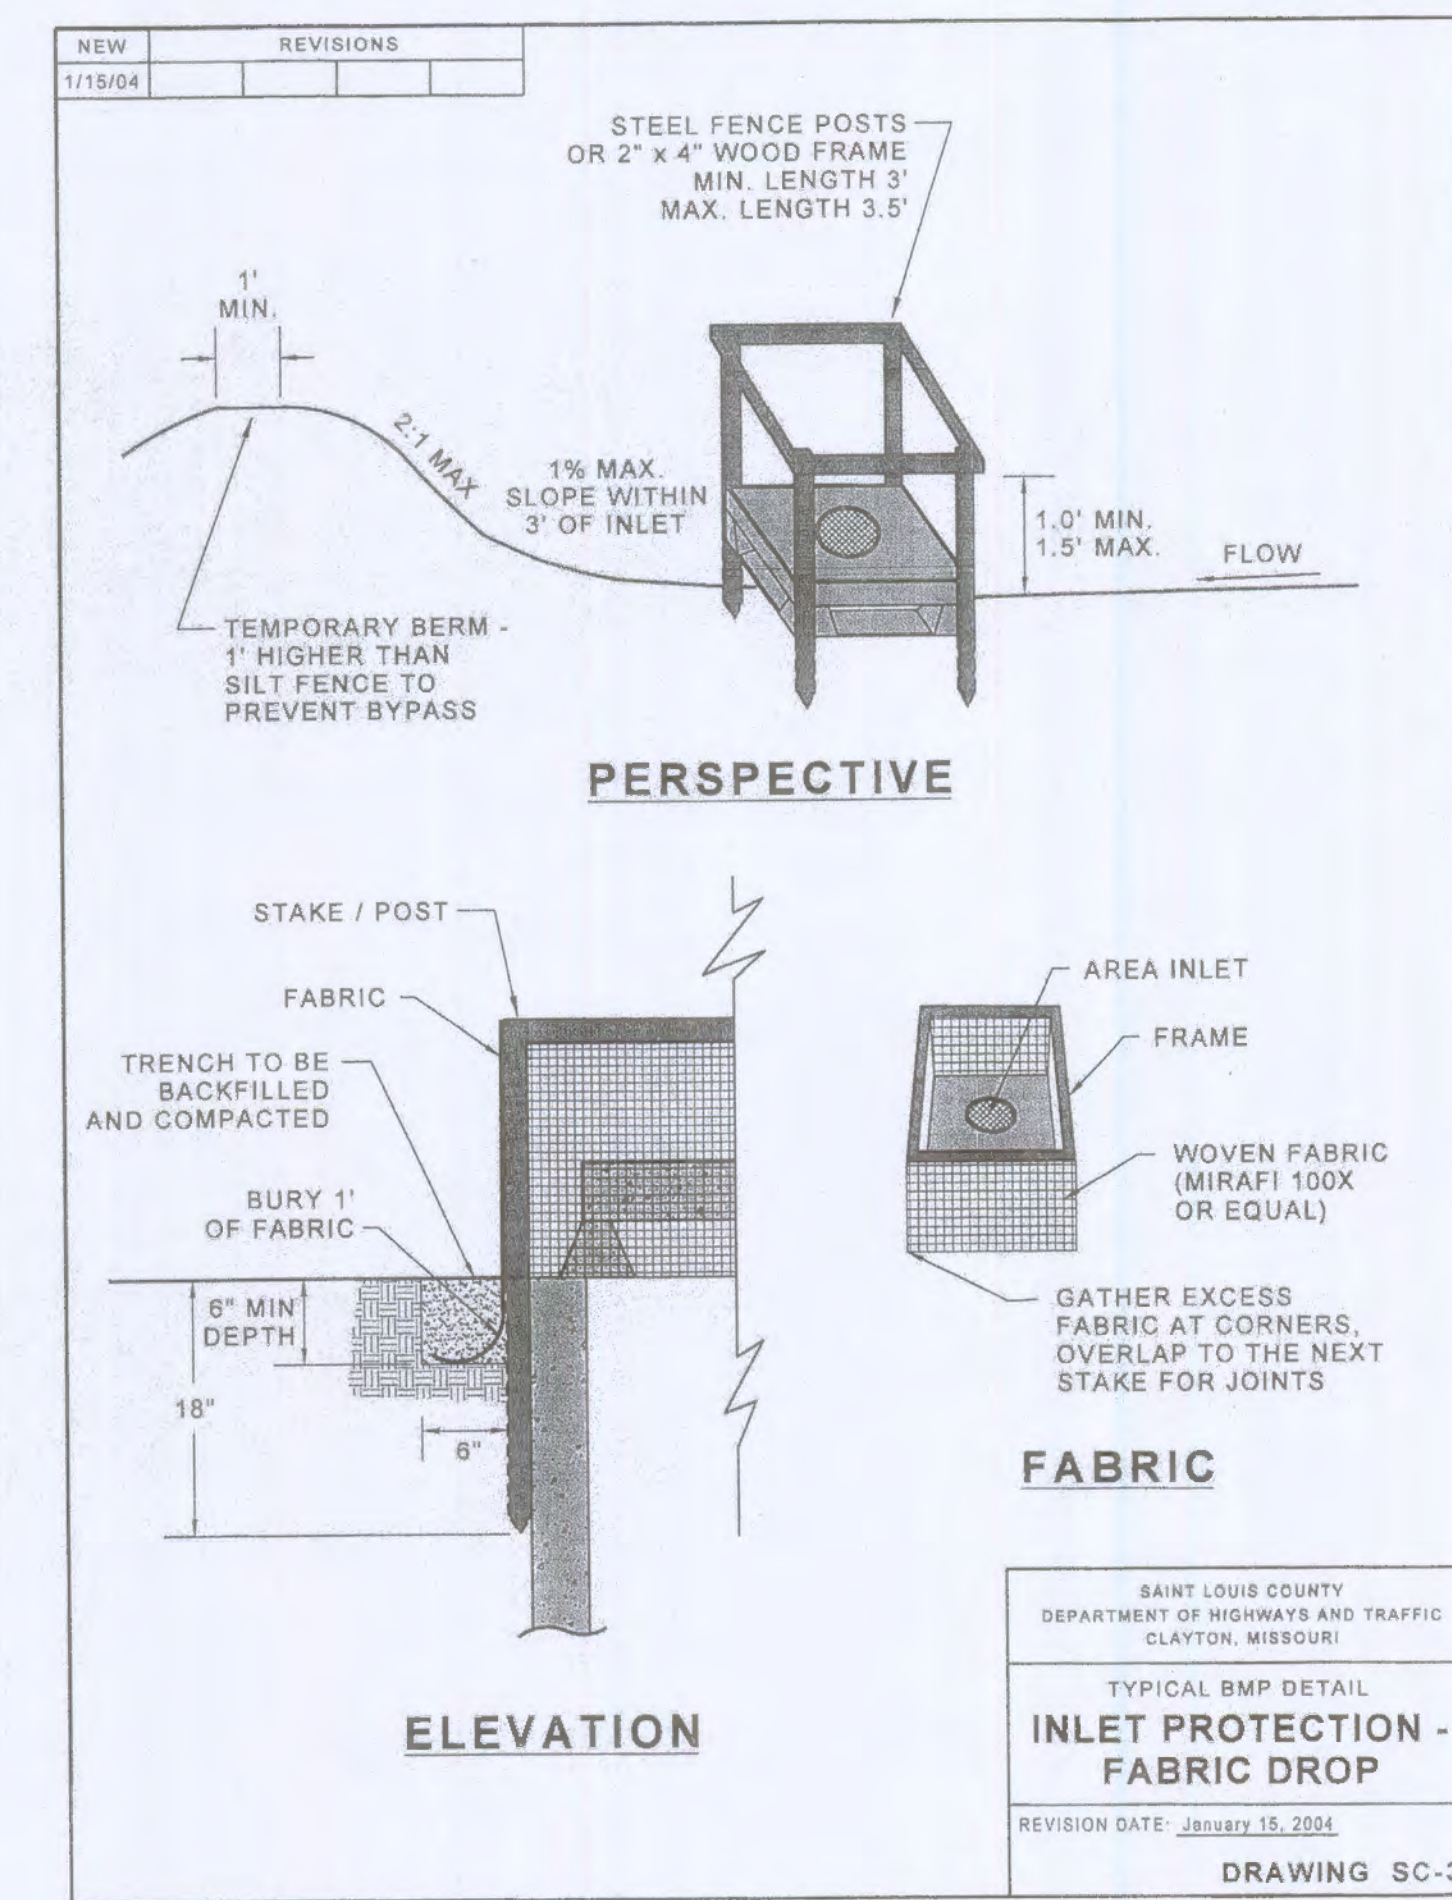 NEW
REVISIONS
1/15/04
STEEL FENCE POSTS
OR 2" x 4" WOOD FRAME
MIN. LENGTH 3'
MAX. LENGTH 3.5'
1'
MIN.
2:1 MAX
1% MAX.
SLOPE WITHIN
3' OF INLET
1.0' MIN.
1.5' MAX.
FLOW
TEMPORARY BERM -
1' HIGHER THAN
SILT FENCE TO
PREVENT BYPASS
PERSPECTIVE
STAKE / POST
FABRIC
TRENCH TO BE
BACKFILLED
AND COMPACTED
BURY 1'
OF FABRIC
6" MIN
DEPTH
18"
6"
ELEVATION
AREA INLET
FRAME
WOVEN FABRIC
(MIRAFI 100X
OR EQUAL)
GATHER EXCESS
FABRIC AT CORNERS,
OVERLAP TO THE NEXT
STAKE FOR JOINTS
FABRIC
SAINT LOUIS COUNTY
DEPARTMENT OF HIGHWAYS AND TRAFFIC
CLAYTON, MISSOURI
TYPICAL BMP DETAIL
INLET PROTECTION -
FABRIC DROP
REVISION DATE: January 15, 2004
DRAWING